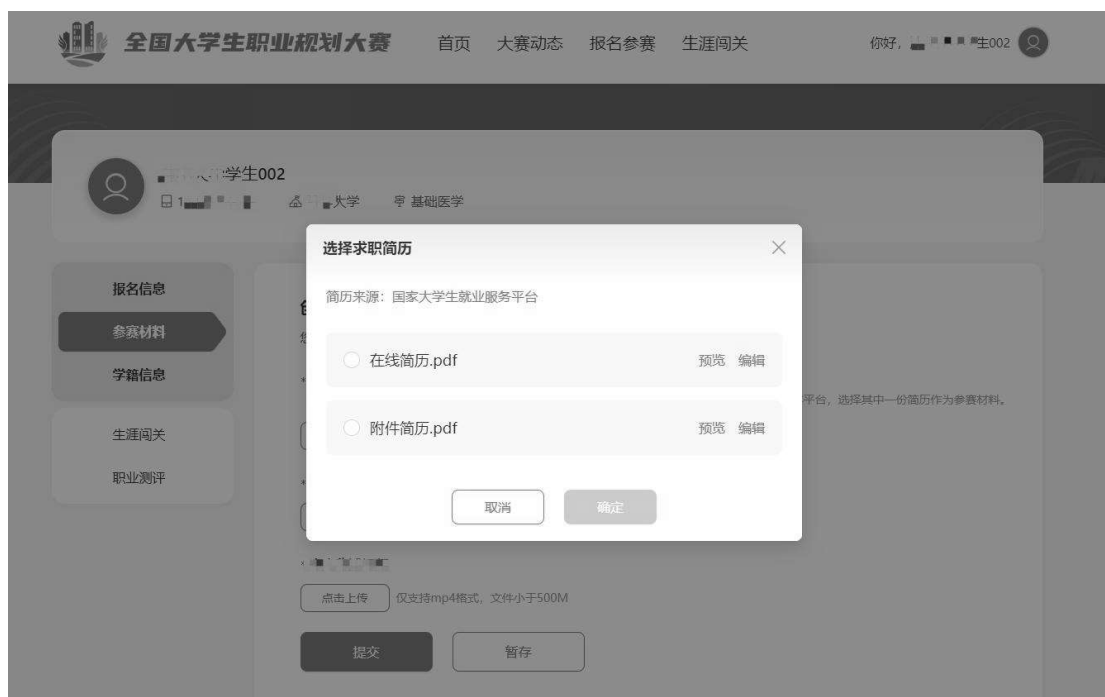 全国大学生职业规划大赛 首页 大赛动态 报名参赛 生涯闯关 你好, 生002
学生002
大学 基础医学
选择求职简历
简历来源：国家大学生就业服务平台
在线简历.pdf 预览 编辑
附件简历.pdf 预览 编辑
取消 确定
报名信息
参赛材料
学籍信息
生涯闯关
职业测评
平台，选择其中一份简历作为参赛材料。
点击上传 仅支持mp4格式，文件小于500M
提交 暂存